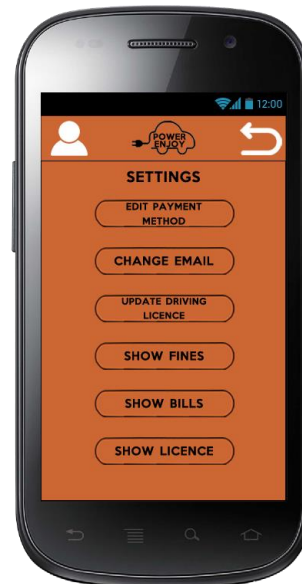 12:00
POWER
ENJOY
SETTINGS
EDIT PAYMENT
METHOD
CHANGE EMAIL
UPDATE DRIVING
LICENCE
SHOW FINES
SHOW BILLS
SHOW LICENCE